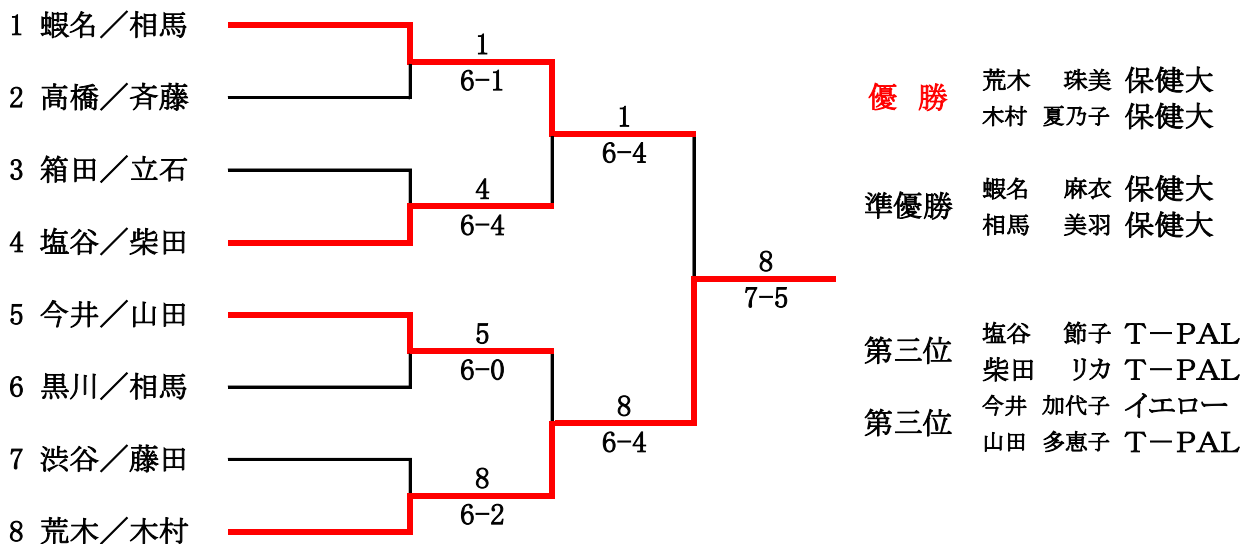 1 蝦名／相馬
2 高橋／斉藤
3 箱田／立石
4 塩谷／柴田
5 今井／山田
6 黒川／相馬
7 渋谷／藤田
8 荒木／木村
1
6-1
4
6-4
5
6-0
8
6-2
1
6-4
8
6-4
8
7-5
優 勝
荒木 珠美 保健大
木村 夏乃子 保健大
準優勝
蝦名 麻衣 保健大
相馬 美羽 保健大
第三位
塩谷 節子 T－PAL
柴田 リカ T－PAL
第三位
今井 加代子 イエロー
山田 多恵子 T－PAL